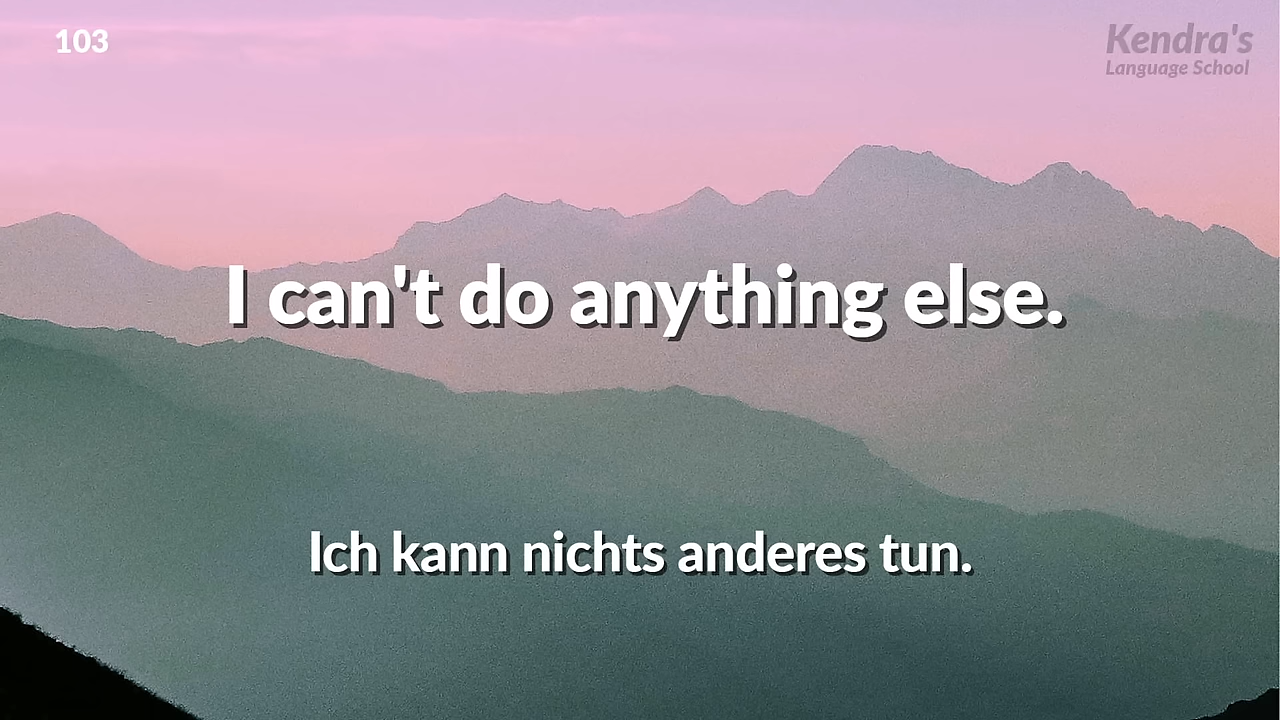 103
Kendra's
Language School
I can't do anything else.
Ich kann nichts anderes tun.